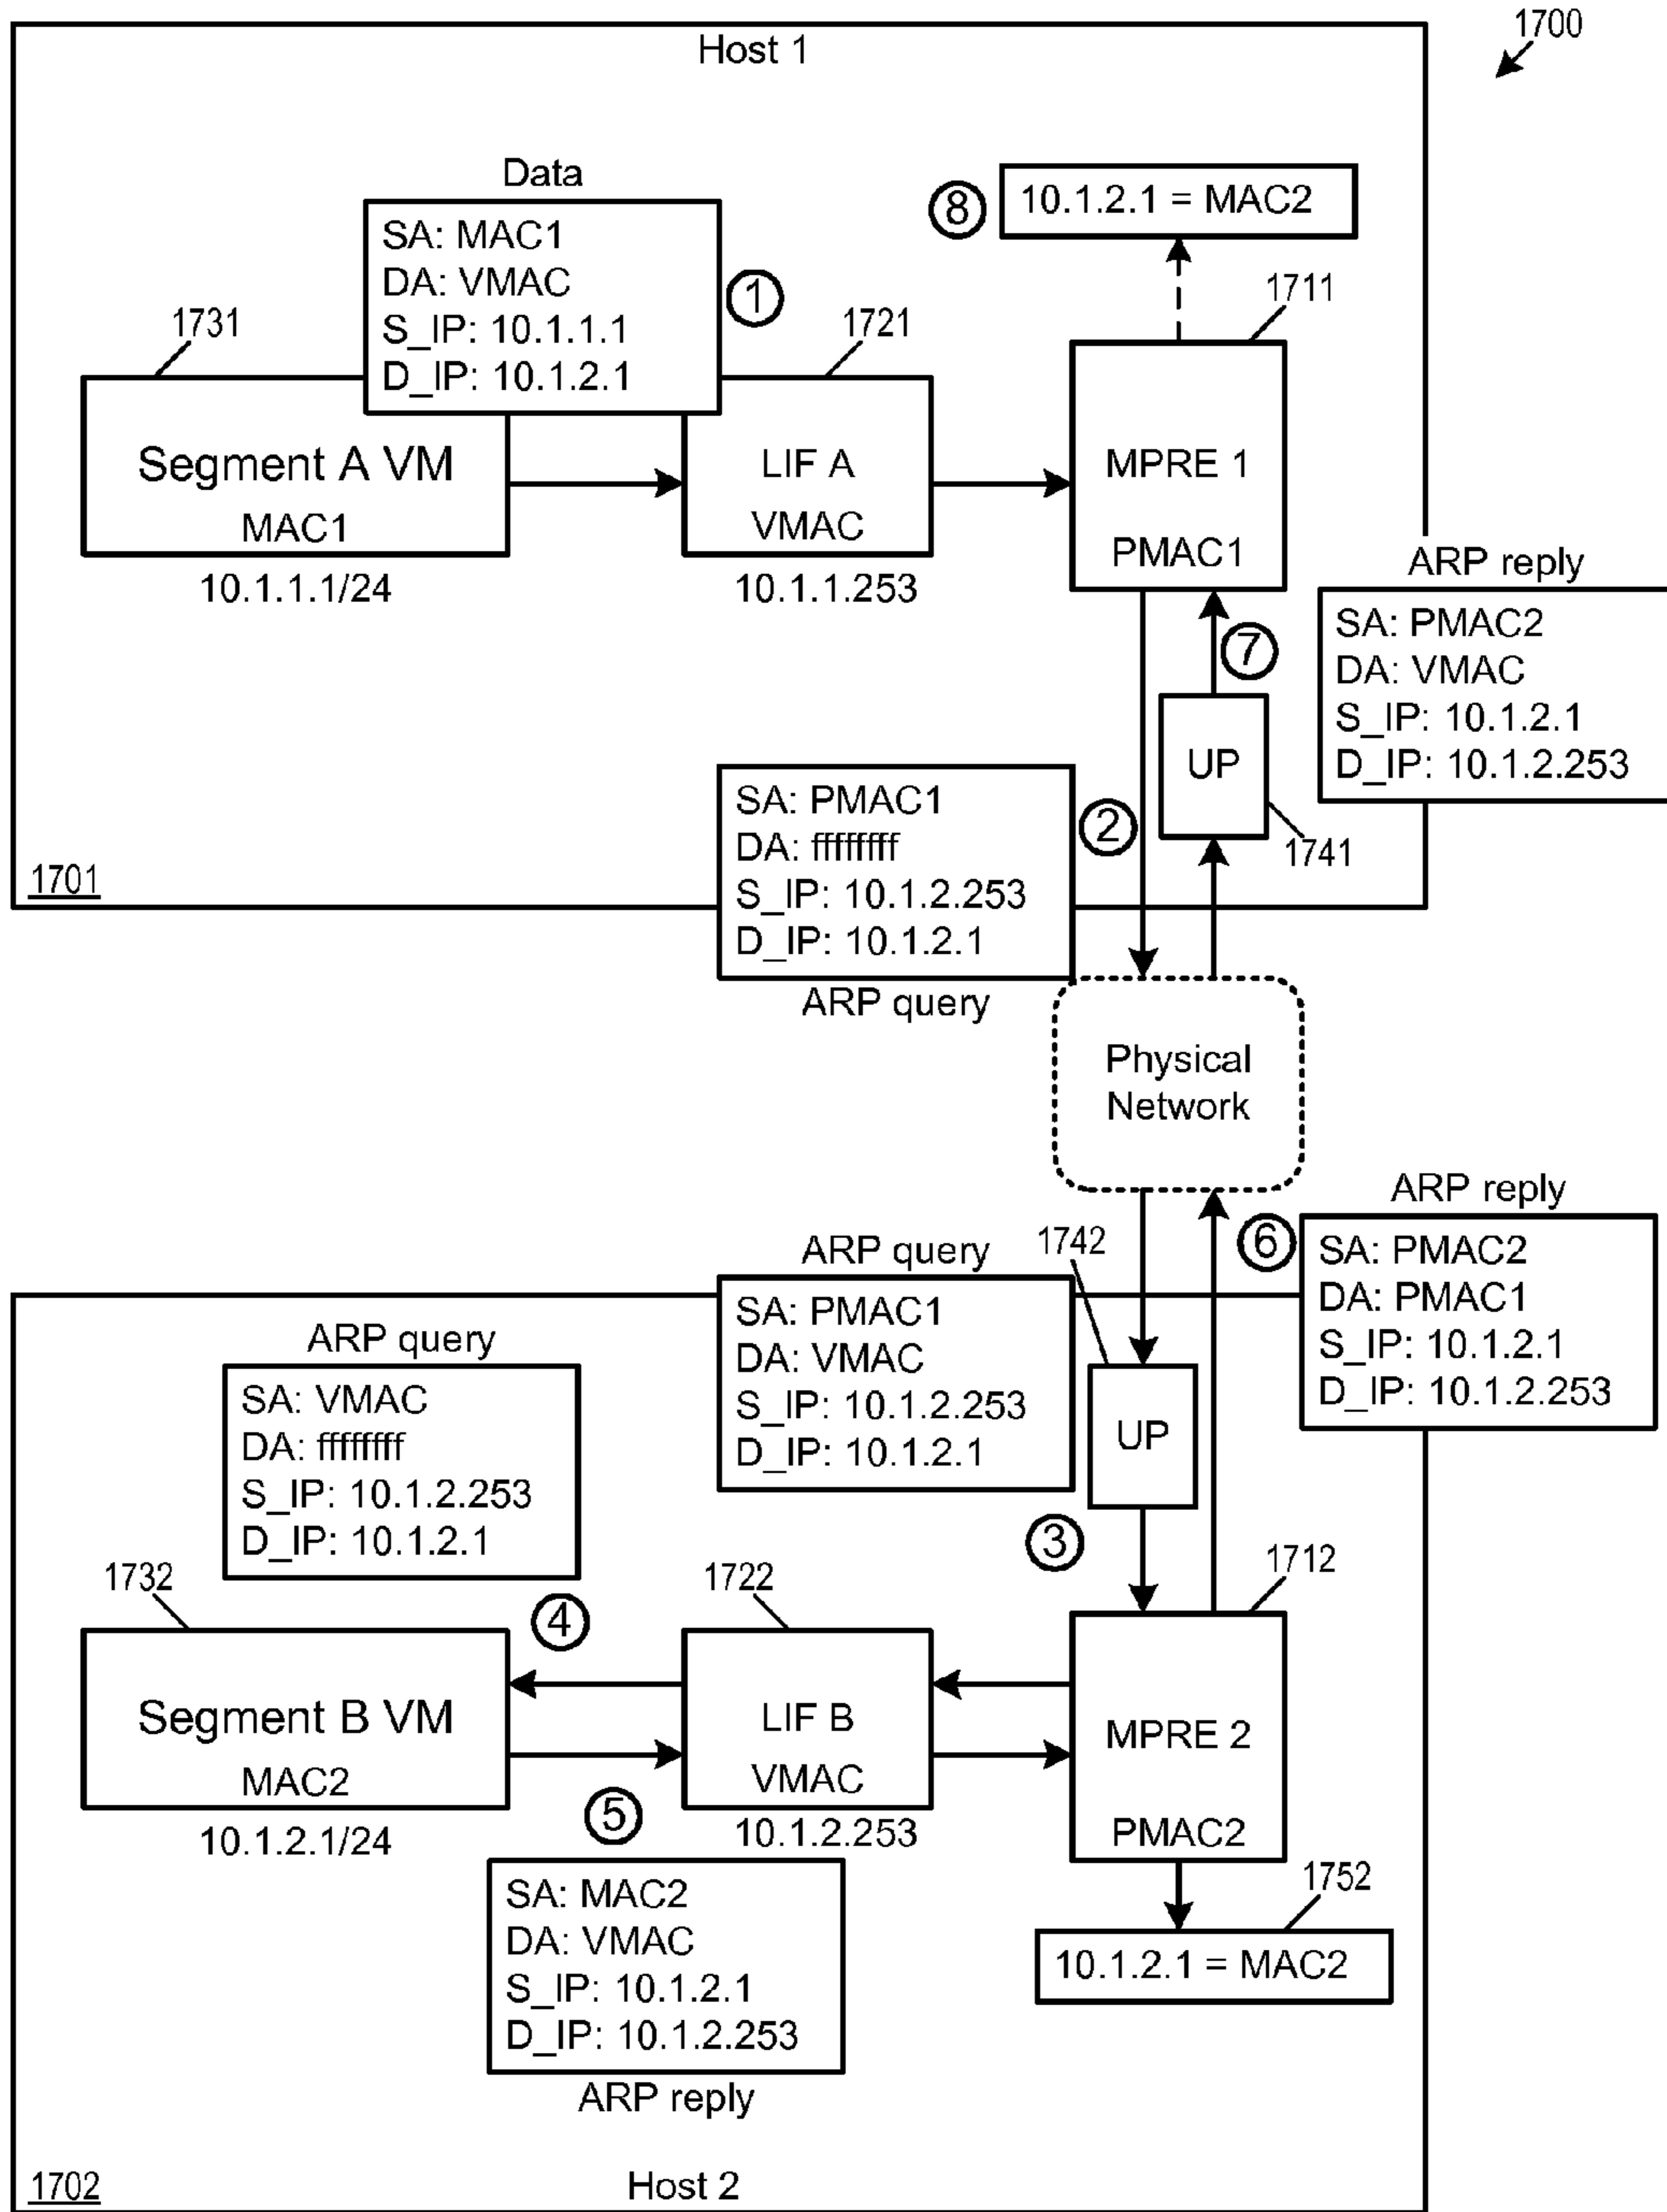 1700
Host 1
Data
SA: MAC1
DA: VMAC
S_IP: 10.1.1.1
D_IP: 10.1.2.1
1
8
10.1.2.1 = MAC2
1731
1721
1711
Segment A VM
MAC1
10.1.1.1/24
LIF A
VMAC
10.1.1.253
MPRE 1
PMAC1
ARP reply
SA: PMAC2
DA: VMAC
S_IP: 10.1.2.1
D_IP: 10.1.2.253
7
UP
1741
SA: PMAC1
DA: ffffffff
S_IP: 10.1.2.253
D_IP: 10.1.2.1
ARP query
2
1701
Physical
Network
ARP reply
SA: PMAC2
DA: PMAC1
S_IP: 10.1.2.1
D_IP: 10.1.2.253
6
1742
ARP query
SA: PMAC1
DA: VMAC
S_IP: 10.1.2.253
D_IP: 10.1.2.1
UP
3
ARP query
SA: VMAC
DA: ffffffff
S_IP: 10.1.2.253
D_IP: 10.1.2.1
1732
4
1722
1712
Segment B VM
MAC2
10.1.2.1/24
LIF B
VMAC
10.1.2.253
MPRE 2
PMAC2
5
SA: MAC2
DA: VMAC
S_IP: 10.1.2.1
D_IP: 10.1.2.253
ARP reply
1752
10.1.2.1 = MAC2
1702
Host 2